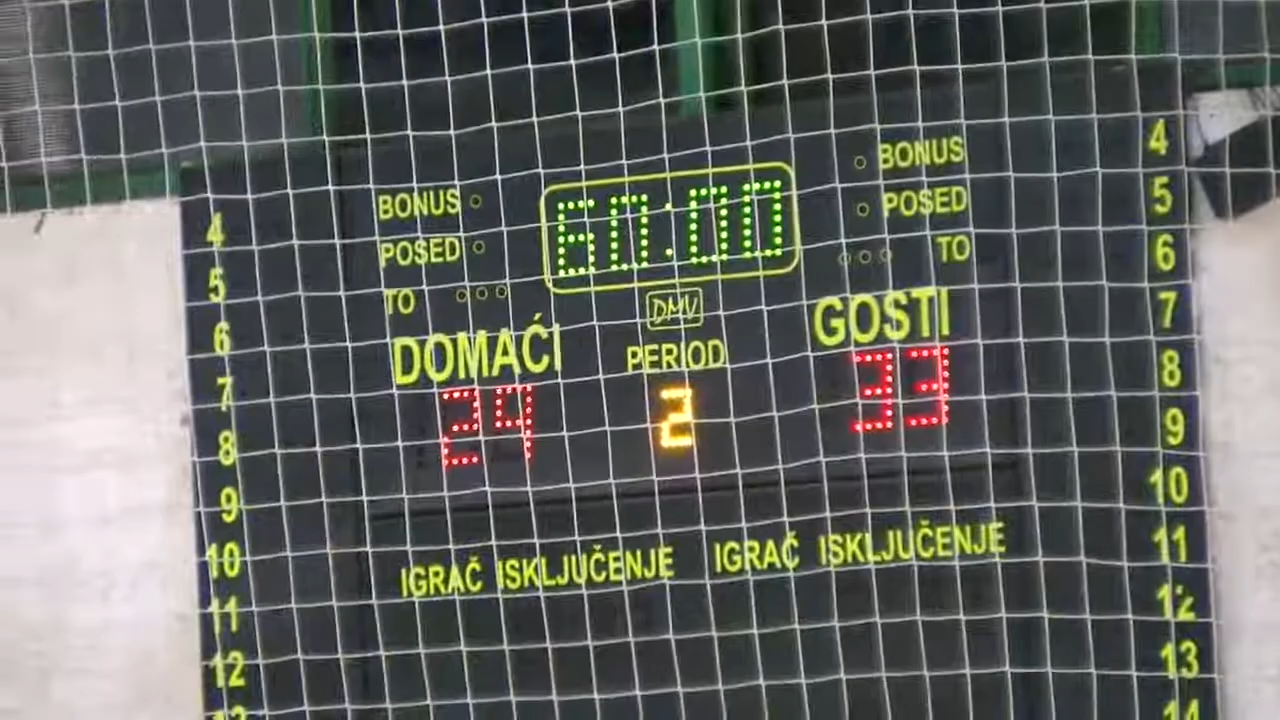 BONUS
POSED
TO
60:00
BONUS
POSED
TO
DMV
DOMAĆI
PERIOD
GOSTI
24
2
33
IGRAČ ISKLJUČENJE
IGRAČ ISKLJUČENJE
4
5
6
7
8
9
10
11
12
4
5
6
7
8
9
10
11
12
13